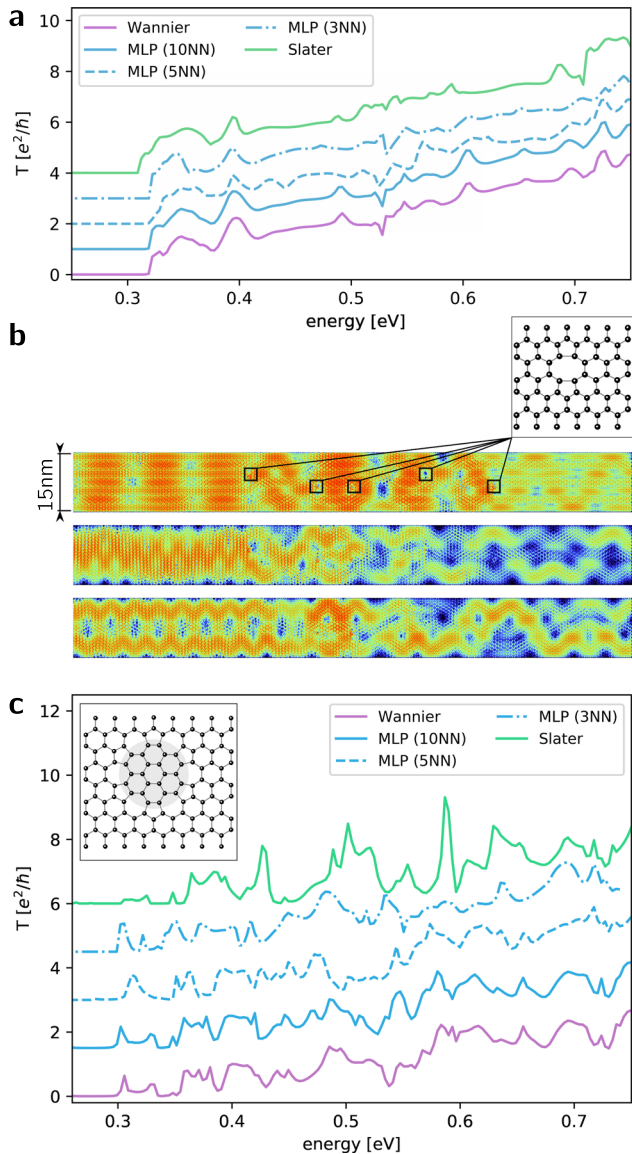 a
Wannier
MLP (10NN)
MLP (5NN)
MLP (3NN)
Slater
T [e²/ℏ]
10
8
6
4
2
0
0.3 0.4 0.5 0.6 0.7
energy [eV]
b
15nm
c
Wannier
MLP (10NN)
MLP (5NN)
MLP (3NN)
Slater
T [e²/ℏ]
12
10
8
6
4
2
0
0.3 0.4 0.5 0.6 0.7
energy [eV]